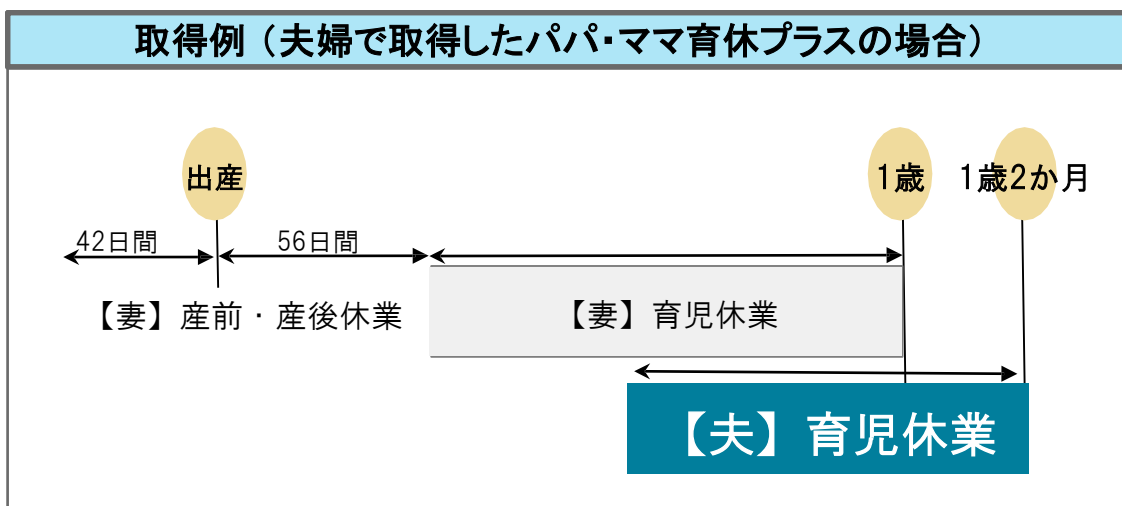 取得例（夫婦で取得したパパ・ママ育休プラスの場合）
出産
1歳
1歳2か月
42日間
56日間
【妻】産前・産後休業
【妻】育児休業
【夫】育児休業